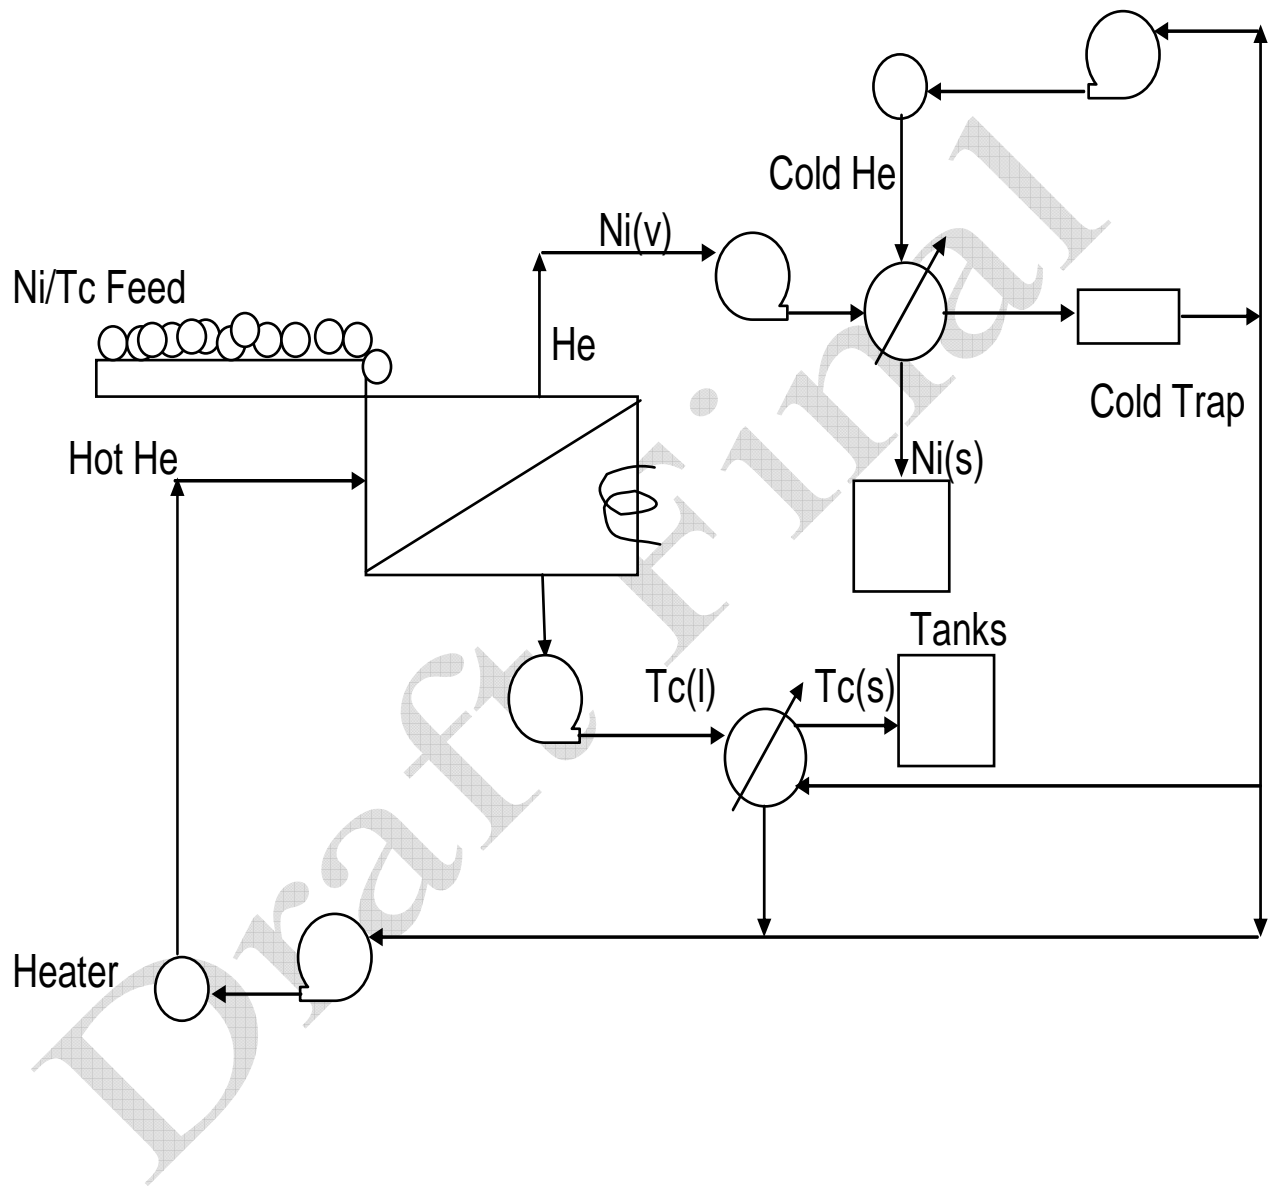 Cold He
Ni(v)
Ni/Tc Feed
He
Cold Trap
Hot He
Ni(s)
Tanks
Tc(l)
Tc(s)
Heater
Draft Final